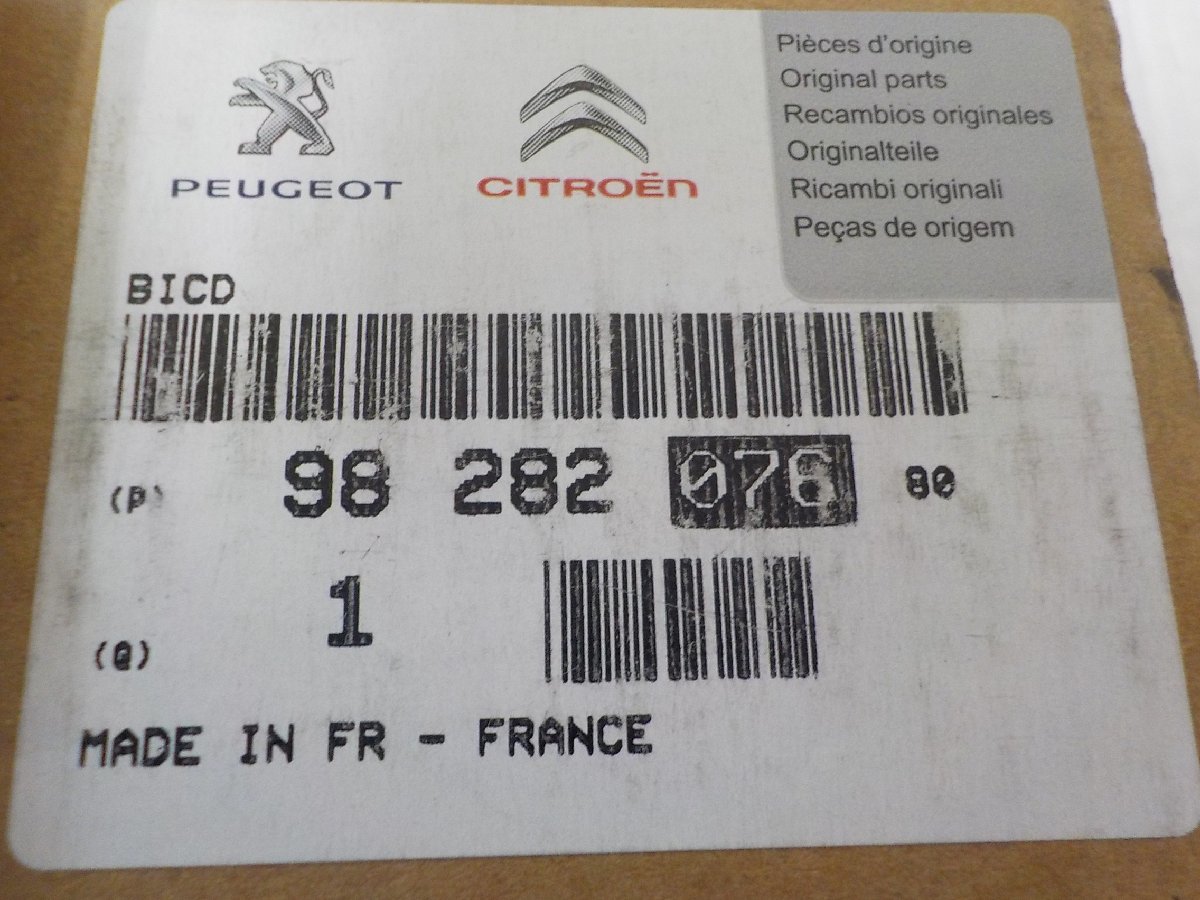 PEUGEOT
CITROËN
Pièces d'origine
Original parts
Recambios originales
Originalteile
Ricambi originali
Peças de origem
BICD
(P) 98 282 076 80
(Q) 1
MADE IN FR - FRANCE